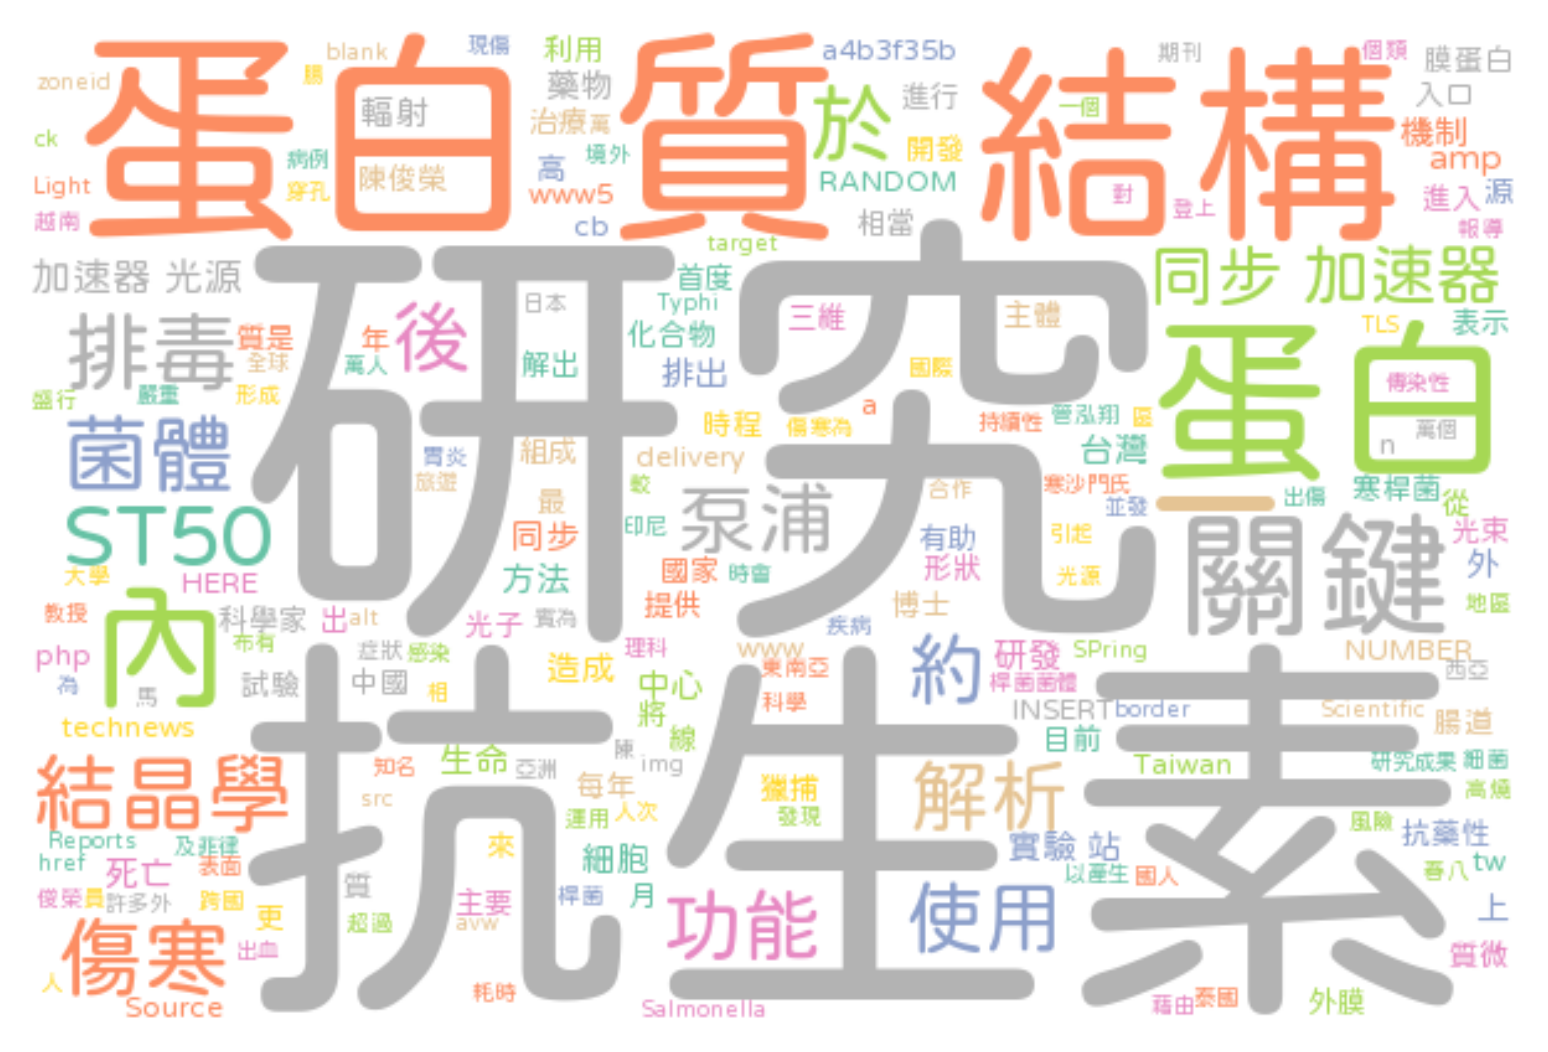 蛋白質結構
研究
抗生素
蛋白
同步 加速器
關鍵
排毒
菌體
ST50
內
結晶學
傷寒
泵浦
解析
使用
功能
約
後
於
加速器 光源
zoneid
blank
現傷
利用
a4b3f35b
期刊
個類
膜蛋白
腸
藥物
進行
入口
ck
輻射
治療
萬
一個
機制
病例
高
境外
開發
amp
Light
穿孔
陳俊榮
www5
RANDOM
對
登上
進入
源
越南
cb
target
相當
報導
首度
Typhi
日本
三維
主體
TLS
表示
質是
年
全球
萬人
解出
化合物
排出
國際
傳染性
盛行
嚴重
形成
a
持續性
管泓翔
區
萬個
n
時程
傷寒為
台灣
胃炎
組成
delivery
旅遊
最
較
合作
寒沙門氏
並發
出傷
寒桿菌
從
印尼
同步
有助
引起
光束
大學
HERE
方法
國家
時會
形狀
光源
外
教授
科學家
出
alt
光子
賓為
提供
博士
疾病
地區
php
布有
症狀
感染
理科
www
研發
SPring
NUMBER
西亞
為
馬
試驗
中國
相
造成
中心
東南亞
桿菌菌體
technews
將
科學
INSERT
border
Scientific
腸道
線
目前
知名
生命
亞洲
陳
img
Taiwan
研究成果
細菌
src
每年
獵捕
高燒
Reports
及菲律
運用
人次
發現
風險
抗藥性
href
死亡
表面
來
細胞
實驗 站
以產生
國人
春八
tw
俊榮
員
許多外
跨國
更
質
超過
主要
avw
桿菌
月
上
出血
質微
人
Source
耗時
Salmonella
藉由
泰國
外膜